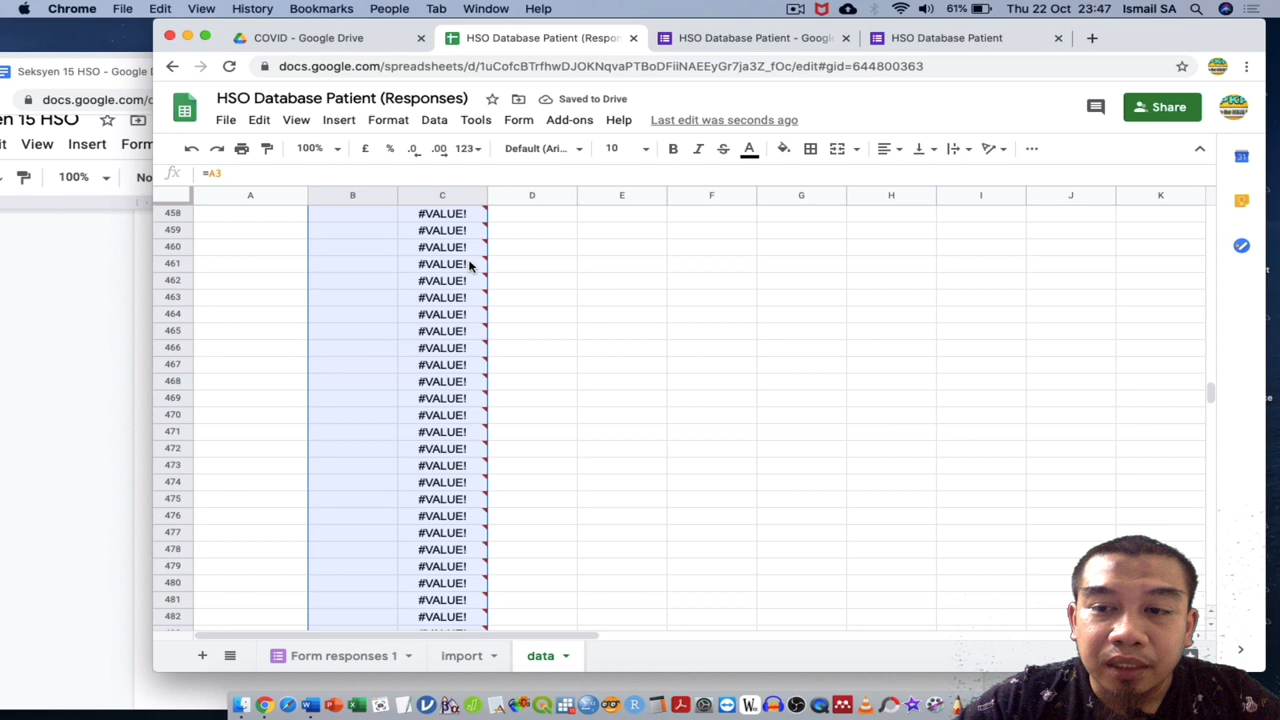 Chrome File Edit View History Bookmarks People Tab Window Help 61% Thu 22 Oct 23:47 Ismail SA
COVID - Google Drive
HSO Database Patient (Respon
HSO Database Patient - Google
HSO Database Patient
Seksyen 15 HSO - Google
docs.google.com/spreadsheets/d/1uCofcBTrfhwDJOKNqvaPTBoDFiiNAEEyGr7ja3Z_fOc/edit#gid=644800363
docs.google.com/
en 15 HSO
View Insert
100%
HSO Database Patient (Responses)
Saved to Drive
Share
File Edit View Insert Format Data Tools Form Add-ons Help Last edit was seconds ago
100% £ % .0 .00 123 Default (Ari... 10 B I S A
fx =A3
A B C D E F G H I J K
458 #VALUE!
459 #VALUE!
460 #VALUE!
461 #VALUE!
462 #VALUE!
463 #VALUE!
464 #VALUE!
465 #VALUE!
466 #VALUE!
467 #VALUE!
468 #VALUE!
469 #VALUE!
470 #VALUE!
471 #VALUE!
472 #VALUE!
473 #VALUE!
474 #VALUE!
475 #VALUE!
476 #VALUE!
477 #VALUE!
478 #VALUE!
479 #VALUE!
480 #VALUE!
481 #VALUE!
482 #VALUE!
Form responses 1
import
data